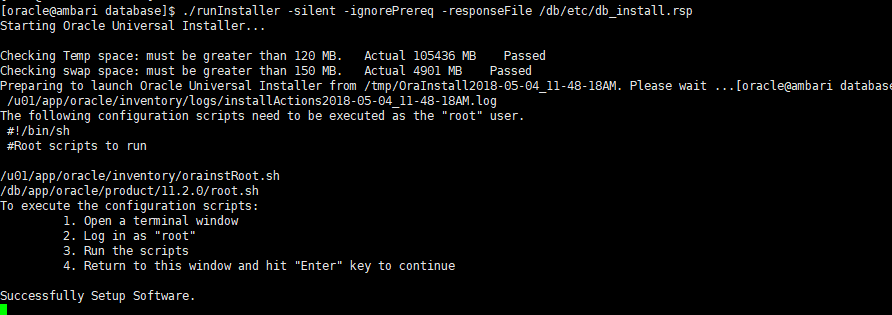 [oracle@ambari database]$ ./runInstaller -silent -ignorePrereq -responseFile /db/etc/db_install.rsp
Starting Oracle Universal Installer...
Checking Temp space: must be greater than 120 MB.   Actual 105436 MB    Passed
Checking swap space: must be greater than 150 MB.   Actual 4901 MB    Passed
Preparing to launch Oracle Universal Installer from /tmp/OraInstall2018-05-04_11-48-18AM. Please wait ...[oracle@ambari database
 /u01/app/oracle/inventory/logs/installActions2018-05-04_11-48-18AM.log
The following configuration scripts need to be executed as the "root" user.
 #!/bin/sh
 #Root scripts to run
/u01/app/oracle/inventory/orainstRoot.sh
/db/app/oracle/product/11.2.0/root.sh
To execute the configuration scripts:
         1. Open a terminal window
         2. Log in as "root"
         3. Run the scripts
         4. Return to this window and hit "Enter" key to continue
Successfully Setup Software.